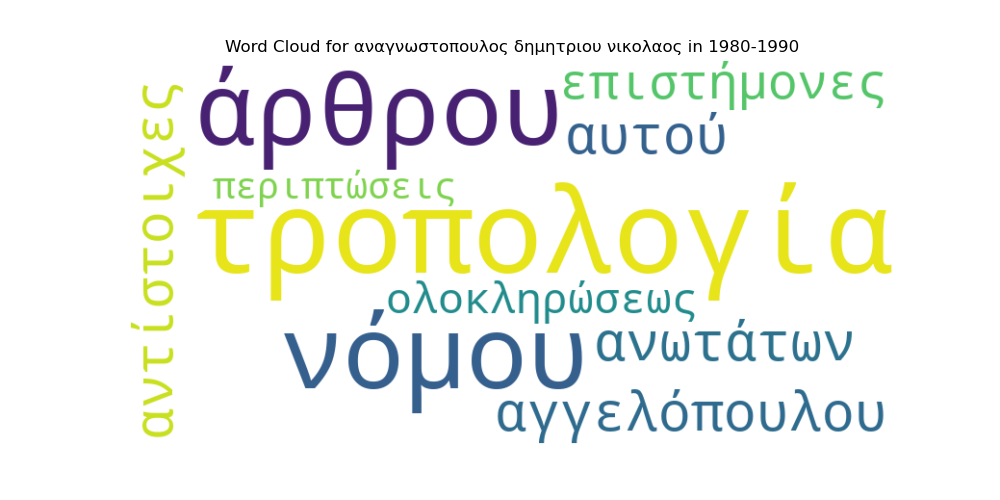 Word Cloud for αναγνωστοπουλος δημητριου νικολαος in 1980-1990
άρθρου
επιστήμονες
αυτού
περιπτώσεις
αντίστοιχες
τροπολογία
ολοκληρώσεως
νόμου
ανωτάτων
αγγελόπουλου